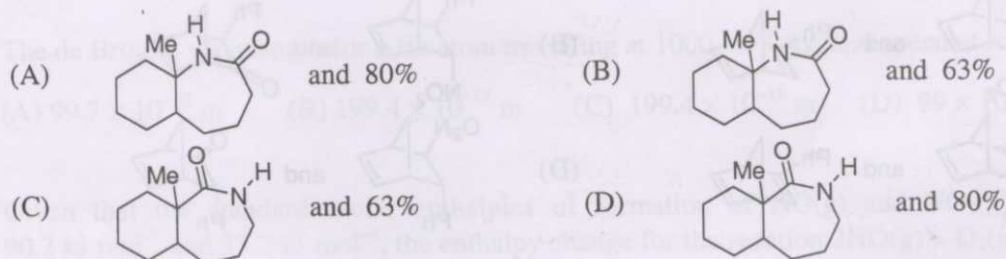 H
Me N O
(A) and 80%
H
Me N O
(B) and 63%
O
Me N H
(C) and 63%
O
Me N H
(D) and 80%